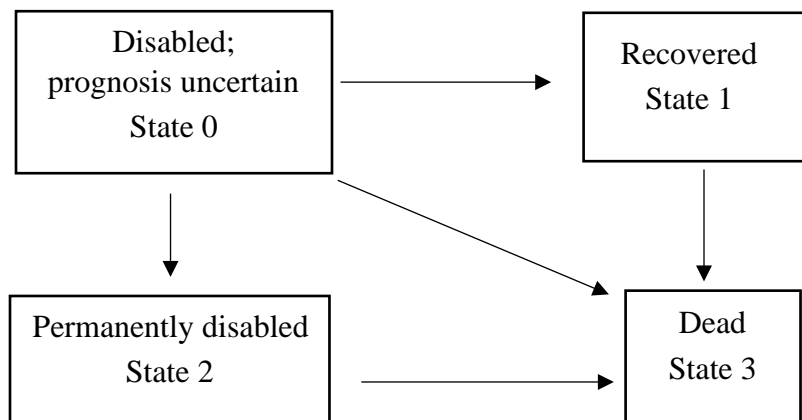 Disabled;
prognosis uncertain
State 0
Recovered
State 1
Permanently disabled
State 2
Dead
State 3